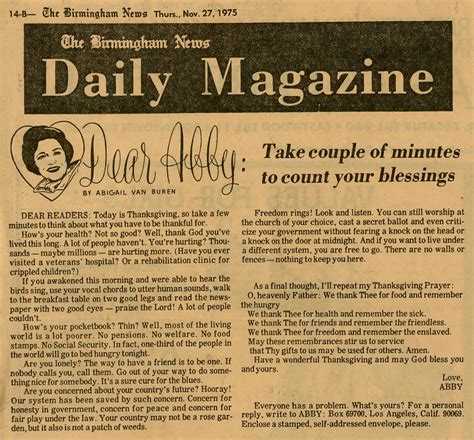 14-B— The Birmingham News Thurs., Nov. 27, 1975
The Birmingham News
Daily Magazine
Dear Abby:
BY ABIGAIL VAN BUREN
Take couple of minutes
to count your blessings
DEAR READERS: Today is Thanksgiving, so take a few
minutes to think about what you have to be thankful for.
How's your health? Not so good? Well, thank God you've
lived this long. A lot of people haven't. You're hurting? Thou-
sands — maybe millions — are hurting more. (Have you ever
visited a veterans' hospital? Or a rehabilitation clinic for
crippled children?)
If you awakened this morning and were able to hear the
birds sing, use your vocal chords to utter human sounds, walk
to the breakfast table on two good legs and read the news-
paper with two good eyes — praise the Lord! A lot of people
couldn't.
How's your pocketbook? Thin? Well, most of the living
world is a lot poorer. No pensions. No welfare. No food
stamps. No Social Security. In fact, one-third of the people in
the world will go to bed hungry tonight.
Are you lonely? The way to have a friend is to be one. If
nobody calls you, call them. Go out of your way to do some-
thing nice for somebody. It's a sure cure for the blues.
Are you concerned about your country's future? Hooray!
Our system has been saved by such concern. Concern for
honesty in government, concern for peace and concern for
fair play under the law. Your country may not be a rose gar-
den, but it also is not a patch of weeds.
Freedom rings! Look and listen. You can still worship at
the church of your choice, cast a secret ballot and even criti-
cize your government without fearing a knock on the head or
a knock on the door at midnight. And if you want to live under
a different system, you are free to go. There are no walls or
fences — nothing to keep you here.
As a final thought, I'll repeat my Thanksgiving Prayer:
O, heavenly Father: We thank Thee for food and remember
the hungry
We thank Thee for health and remember the sick.
We thank Thee for friends and remember the friendless.
We thank Thee for freedom and remember the enslaved.
May these remembrances stir us to service
that Thy gifts to us may be used for others. Amen.
Have a wonderful Thanksgiving and may God bless you
and yours.
Love,
ABBY
Everyone has a problem. What's yours? For a personal
reply, write to ABBY: Box 69700, Los Angeles, Calif. 90069.
Enclose a stamped, self-addressed envelope, please.